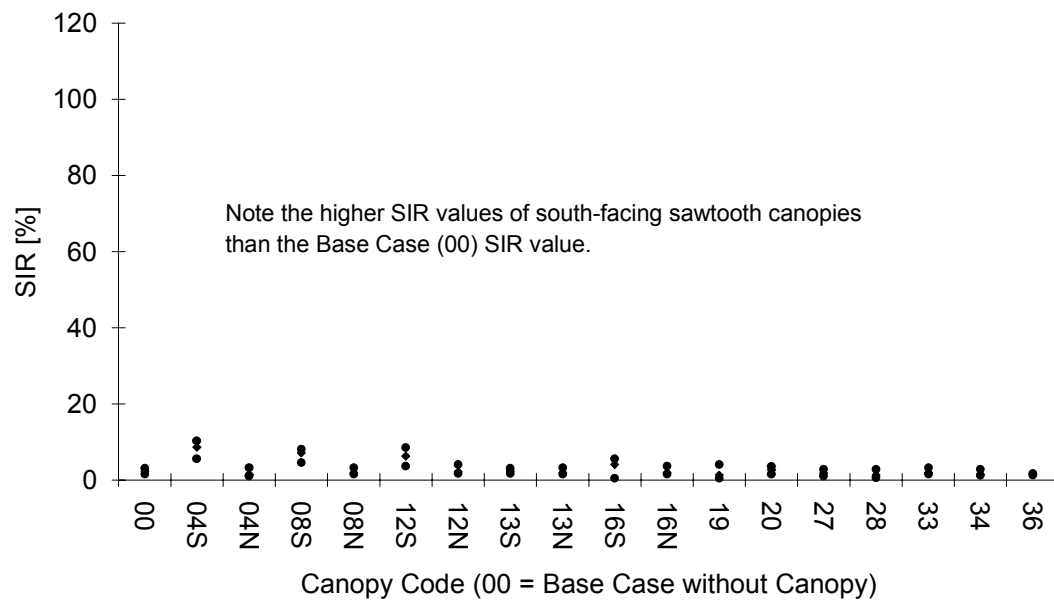 120
100
80
60
40
20
0
SIR [%]
Note the higher SIR values of south-facing sawtooth canopies
than the Base Case (00) SIR value.
00
04S
04N
08S
08N
12S
12N
13S
13N
16S
16N
19
20
27
28
33
34
36
Canopy Code (00 = Base Case without Canopy)